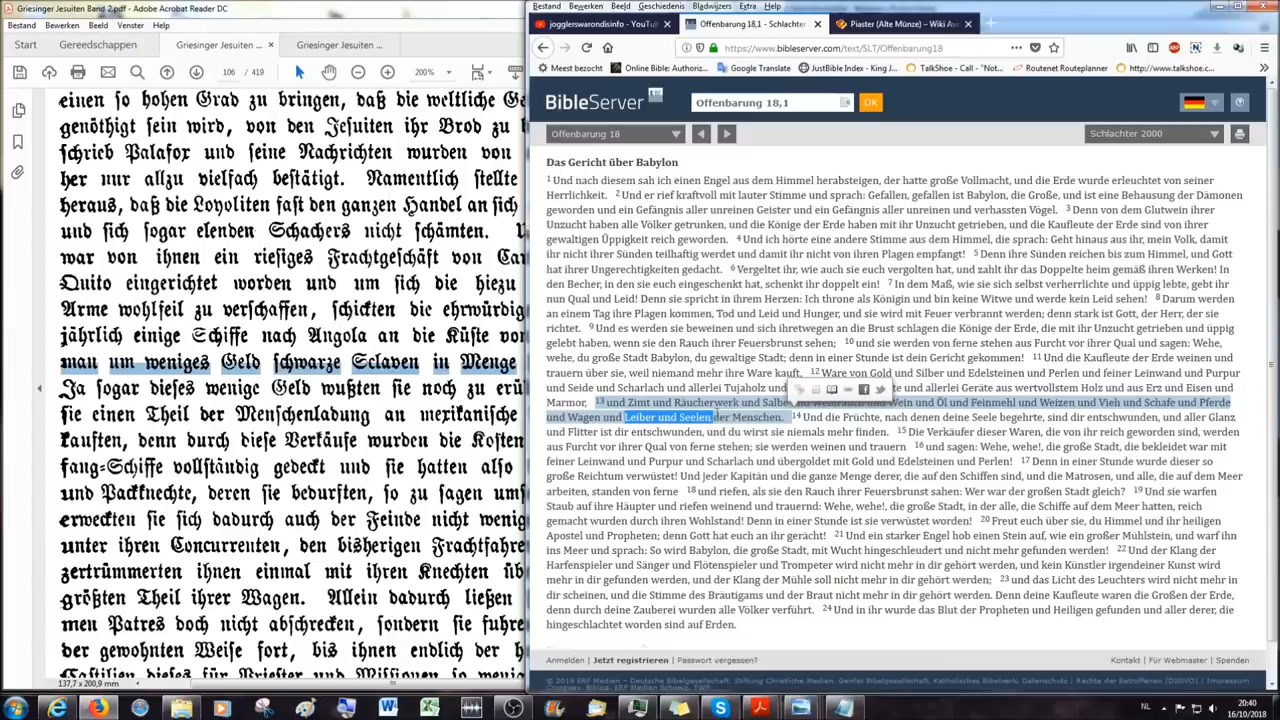 Griesinger Jesuiten Band 2.pdf - Adobe Acrobat Reader DC
Bestand Bewerken Beeld Venster Help
Start Gereedschappen Griesinger Jesuiten ... × Griesinger Jesuiten ...
106 / 419 200%
einen so hohen Grad zu bringen, daß die weltliche Ge
genöthigt sein wird, von den Jesuiten ihr Brod zu b
schrieb Palafox und seine Nachrichten wurden von
her nur allzu vielfach bestätigt. Namentlich stellte
heraus, daß die Loyoliten fast den ganzen Handel an sich
und sich sogar elenden Schachers nicht schämten.
war von ihnen ein riesiges Frachtgeschäft von Car
Quito eingerichtet worden und um sich die hiezu
Arme wohlfeil zu verschaffen, schickten die ehrwürdig
jährlich einige Schiffe nach Angola an die Küste vo
man um weniges Geld schwarze Sclaven in Menge
Ja sogar dieses wenige Geld wußten sie noch zu erü
sie einen Theil der Menschenladung an mexikanische
kauften, denn durch diese Verkäufe wurden die Kosten
fang-Schiffe vollständig gedeckt und sie hatten also
und Packknechte, deren sie bedurften, so zu sagen ums
erweckten sie sich dadurch auch der Feinde nicht wenig
unter ihren Concurrenten, den bisherigen Frachtfahre
zertrümmerten ihnen einmal mit ihren Knechten üb
größten Theil ihrer Wagen. Allein dadurch ließen
men Patres doch nicht abschrecken, sondern sie fuhr
der gewohnten Weise fort, bis endlich der h
Castilien dieses für Priester und Missionen
137,7 x 200,9 mm
Bestand Bewerken Beeld Geschiedenis Bladwijzers Extra Help
jogglerswarondisinfo - YouTu × Offenbarung 18,1 - Schlachter × Piaster (Alte Münze) – Wiki Aw ×
https://www.bibleserver.com/text/SLT/Offenbarung18
Meest bezocht Online Bible: Authoriz... Google Translate JustBible Index - King J... TalkShoe - Call - "Not... Routenet Routeplanner http://www.talkshoe.c...
BibleServer Offenbarung 18,1 OK
Offenbarung 18 Schlachter 2000
Das Gericht über Babylon
1 Und nach diesem sah ich einen Engel aus dem Himmel herabsteigen, der hatte große Vollmacht, und die Erde wurde erleuchtet von seiner
Herrlichkeit. 2 Und er rief kraftvoll mit lauter Stimme und sprach: Gefallen, gefallen ist Babylon, die Große, und ist eine Behausung der Dämonen
geworden und ein Gefängnis aller unreinen Geister und ein Gefängnis aller unreinen und verhassten Vögel. 3 Denn von dem Glutwein ihrer
Unzucht haben alle Völker getrunken, und die Könige der Erde haben mit ihr Unzucht getrieben, und die Kaufleute der Erde sind von ihrer
gewaltigen Üppigkeit reich geworden. 4 Und ich hörte eine andere Stimme aus dem Himmel, die sprach: Geht hinaus aus ihr, mein Volk, damit
ihr nicht ihrer Sünden teilhaftig werdet und damit ihr nicht von ihren Plagen empfangt! 5 Denn ihre Sünden reichen bis zum Himmel, und Gott
hat ihrer Ungerechtigkeiten gedacht. 6 Vergeltet ihr, wie auch sie euch vergolten hat, und zahlt ihr das Doppelte heim gemäß ihren Werken! In
den Becher, in den sie euch eingeschenkt hat, schenkt ihr doppelt ein! 7 In dem Maß, wie sie sich selbst verherrlichte und üppig lebte, gebt ihr
nun Qual und Leid! Denn sie spricht in ihrem Herzen: Ich throne als Königin und bin keine Witwe und werde kein Leid sehen! 8 Darum werden
an einem Tag ihre Plagen kommen, Tod und Leid und Hunger, und sie wird mit Feuer verbrannt werden; denn stark ist Gott, der Herr, der sie
richtet. 9 Und es werden sie beweinen und sich ihretwegen an die Brust schlagen die Könige der Erde, die mit ihr Unzucht getrieben und üppig
gelebt haben, wenn sie den Rauch ihrer Feuersbrunst sehen; 10 und sie werden von ferne stehen aus Furcht vor ihrer Qual und sagen: Wehe,
wehe, du große Stadt Babylon, du gewaltige Stadt; denn in einer Stunde ist dein Gericht gekommen! 11 Und die Kaufleute der Erde weinen und
trauern über sie, weil niemand mehr ihre Ware kauft, 12 Ware von Gold und Silber und Edelsteinen und Perlen und feiner Leinwand und Purpur
und Seide und Scharlach und allerlei Tujaholz und te und allerlei Geräte aus wertvollstem Holz und aus Erz und Eisen und
Marmor, 13 und Zimt und Räucherwerk und Salbe und Weihrauch und Wein und Öl und Feinmehl und Weizen und Vieh und Schafe und Pferde
und Wagen und Leiber und Seelen der Menschen. 14 Und die Früchte, nach denen deine Seele begehrte, sind dir entschwunden, und aller Glanz
und Flitter ist dir entschwunden, und du wirst sie niemals mehr finden. 15 Die Verkäufer dieser Waren, die von ihr reich geworden sind, werden
aus Furcht vor ihrer Qual von ferne stehen; sie werden weinen und trauern 16 und sagen: Wehe, wehe!, die große Stadt, die bekleidet war mit
feiner Leinwand und Purpur und Scharlach und übergoldet mit Gold und Edelsteinen und Perlen! 17 Denn in einer Stunde wurde dieser so
große Reichtum verwüstet! Und jeder Kapitän und die ganze Menge derer, die auf den Schiffen sind, und die Matrosen, und alle, die auf dem Meer
arbeiten, standen von ferne 18 und riefen, als sie den Rauch ihrer Feuersbrunst sahen: Wer war der großen Stadt gleich? 19 Und sie warfen
Staub auf ihre Häupter und riefen weinend und trauernd: Wehe, wehe!, die große Stadt, in der alle, die Schiffe auf dem Meer hatten, reich
gemacht wurden durch ihren Wohlstand! Denn in einer Stunde ist sie verwüstet worden! 20 Freut euch über sie, du Himmel und ihr heiligen
Apostel und Propheten; denn Gott hat euch an ihr gerächt! 21 Und ein starker Engel hob einen Stein auf, wie ein großer Mühlstein, und warf ihn
ins Meer und sprach: So wird Babylon, die große Stadt, mit Wucht hingeschleudert und nicht mehr gefunden werden! 22 Und der Klang der
Harfenspieler und Sänger und Flötenspieler und Trompeter wird nicht mehr in dir gehört werden, und kein Künstler irgendeiner Kunst wird
mehr in dir gefunden werden, und der Klang der Mühle soll nicht mehr in dir gehört werden; 23 und das Licht des Leuchters wird nicht mehr in
dir scheinen, und die Stimme des Bräutigams und der Braut nicht mehr in dir gehört werden. Denn deine Kaufleute waren die Großen der Erde,
denn durch deine Zauberei wurden alle Völker verführt. 24 Und in ihr wurde das Blut der Propheten und Heiligen gefunden und aller derer, die
hingeschlachtet worden sind auf Erden.
Anmelden | Jetzt registrieren | Passwort vergessen? Kontakt | Für Webmaster | Spenden
© 2018 ERF Medien – Deutsche Bibelgesellschaft, Stiftung Christliche Medien, Genfer Bibelgesellschaft, Katholisches Bibelwerk, Datenschutz | Rechte der Betroffenen (DSGVO) | Impressum
NL 20:40
16/10/2018